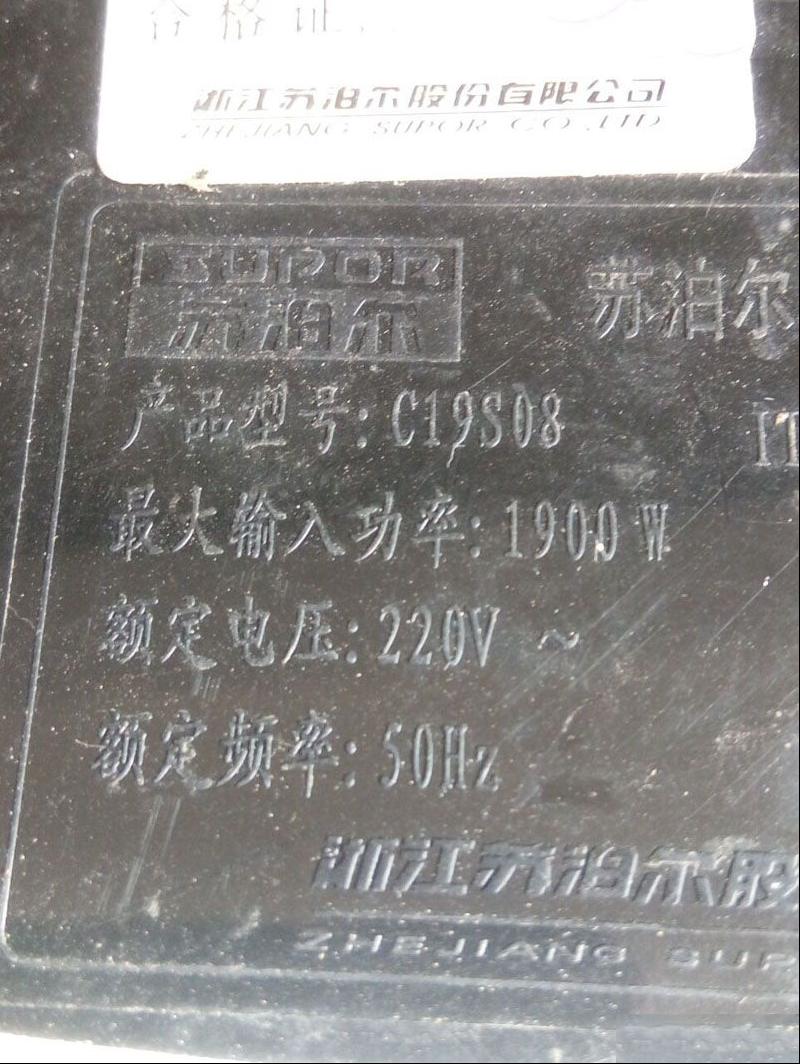 合格证
浙江苏泊尔股份有限公司
ZHEJIANG SUPOR CO.,LTD
SUPOR
苏泊尔
苏泊尔
产品型号:C19S08
IT
最大输入功率:1900W
额定电压:220V ~
额定频率:50Hz
浙江苏泊尔股
ZHEJIANG SUP